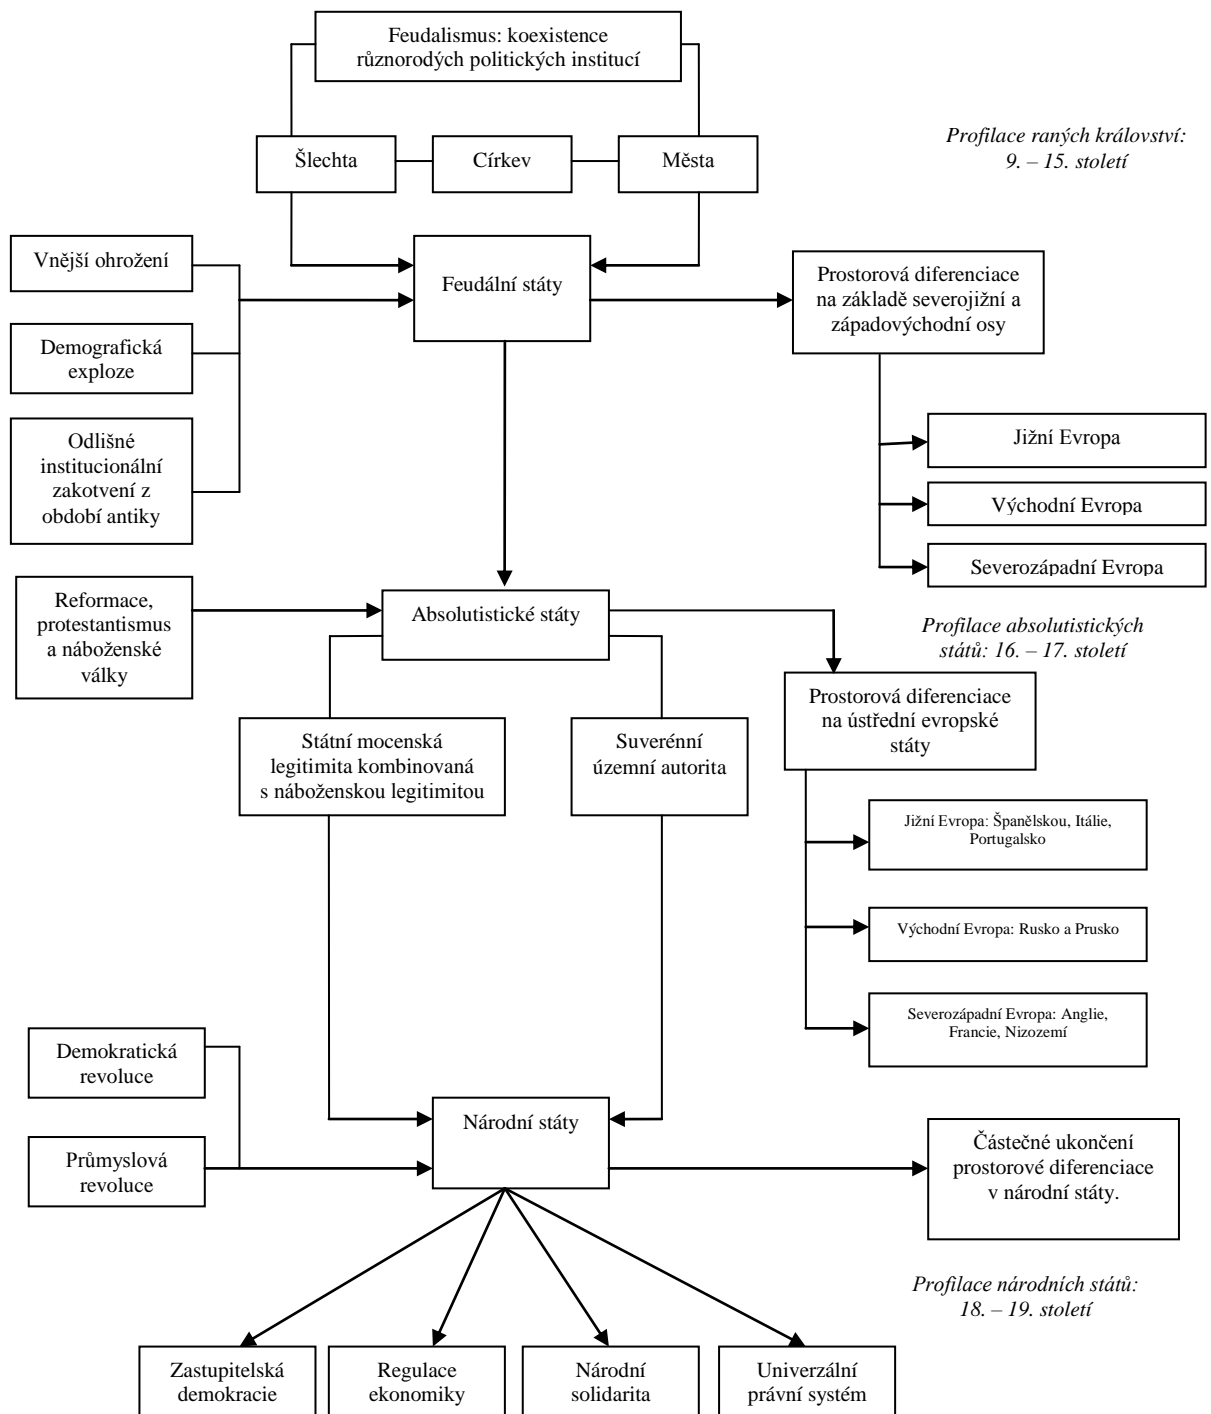 Feudalismus: koexistence
různorodých politických institucí
Profilace raných království:
9. – 15. století
Šlechta
Církev
Města
Vnější ohrožení
Feudální státy
Prostorová diferenciace
na základě severojižní a
západovýchodní osy
Demografická
exploze
Odlišné
institucionální
zakotvení z
období antiky
Jižní Evropa
Východní Evropa
Severozápadní Evropa
Reformace,
protestantismus
a náboženské
války
Absolutistické státy
Profilace absolutistických
států: 16. – 17. století
Prostorová diferenciace
na ústřední evropské
státy
Státní mocenská
legitimita kombinovaná
s náboženskou legitimitou
Suverénní
územní autorita
Jižní Evropa: Španělskou, Itálie,
Portugalsko
Východní Evropa: Rusko a Prusko
Severozápadní Evropa: Anglie,
Francie, Nizozemí
Demokratická
revoluce
Průmyslová
revoluce
Národní státy
Částečné ukončení
prostorové diferenciace
v národní státy.
Profilace národních států:
18. – 19. století
Zastupitelská
demokracie
Regulace
ekonomiky
Národní
solidarita
Univerzální
právní systém